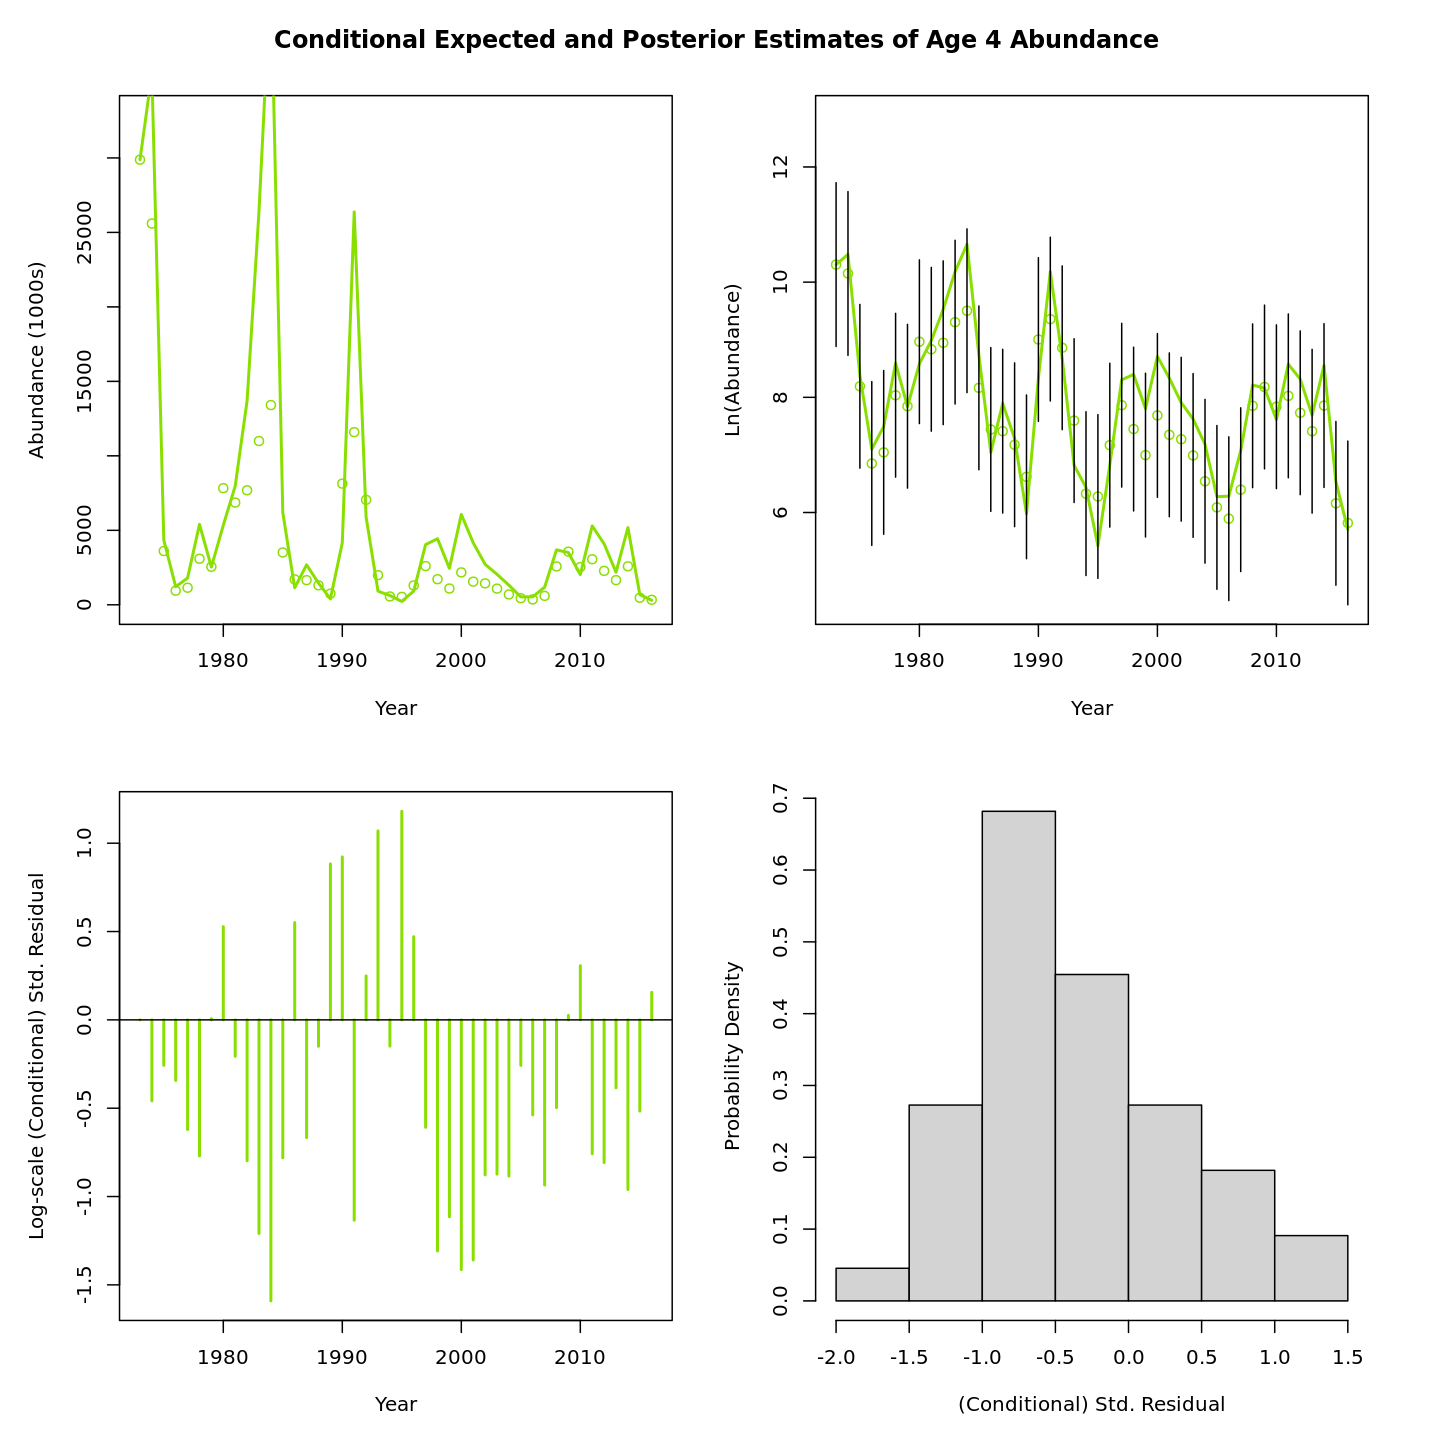 Conditional Expected and Posterior Estimates of Age 4 Abundance
Abundance (1000s)
25000
15000
5000
0
1980 1990 2000 2010
Year
Ln(Abundance)
12
10
8
6
1980 1990 2000 2010
Year
Log-scale (Conditional) Std. Residual
1.0
0.5
0.0
-0.5
-1.0
-1.5
1980 1990 2000 2010
Year
Probability Density
0.7
0.6
0.5
0.4
0.3
0.2
0.1
0.0
-2.0 -1.5 -1.0 -0.5 0.0 0.5 1.0 1.5
(Conditional) Std. Residual